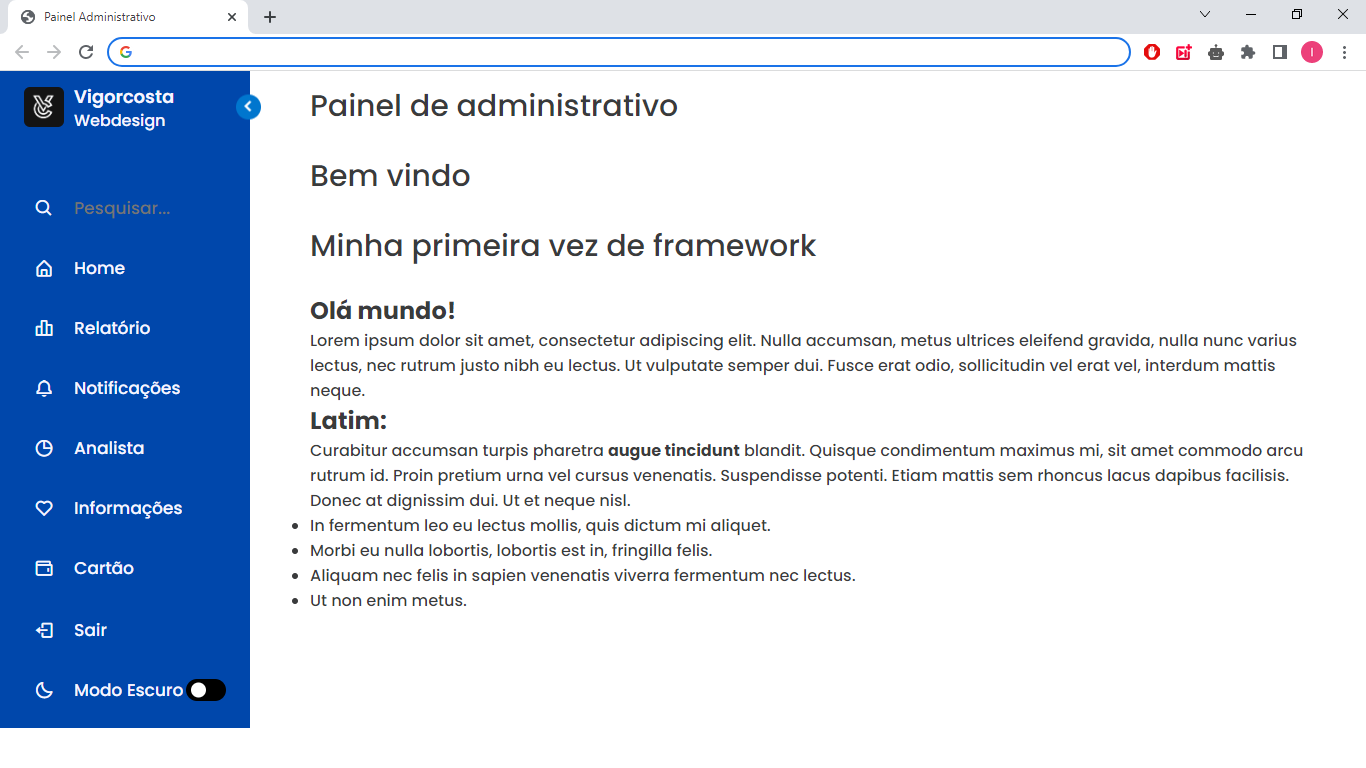 Painel Administrativo
I
Vigorcosta
Webdesign
Pesquisar...
Home
Relatório
Notificações
Analista
Informações
Cartão
Sair
Modo Escuro
Painel de administrativo
Bem vindo
Minha primeira vez de framework
Olá mundo!
Lorem ipsum dolor sit amet, consectetur adipiscing elit. Nulla accumsan, metus ultrices eleifend gravida, nulla nunc varius
lectus, nec rutrum justo nibh eu lectus. Ut vulputate semper dui. Fusce erat odio, sollicitudin vel erat vel, interdum mattis
neque.
Latim:
Curabitur accumsan turpis pharetra augue tincidunt blandit. Quisque condimentum maximus mi, sit amet commodo arcu
rutrum id. Proin pretium urna vel cursus venenatis. Suspendisse potenti. Etiam mattis sem rhoncus lacus dapibus facilisis.
Donec at dignissim dui. Ut et neque nisl.
• In fermentum leo eu lectus mollis, quis dictum mi aliquet.
• Morbi eu nulla lobortis, lobortis est in, fringilla felis.
• Aliquam nec felis in sapien venenatis viverra fermentum nec lectus.
• Ut non enim metus.